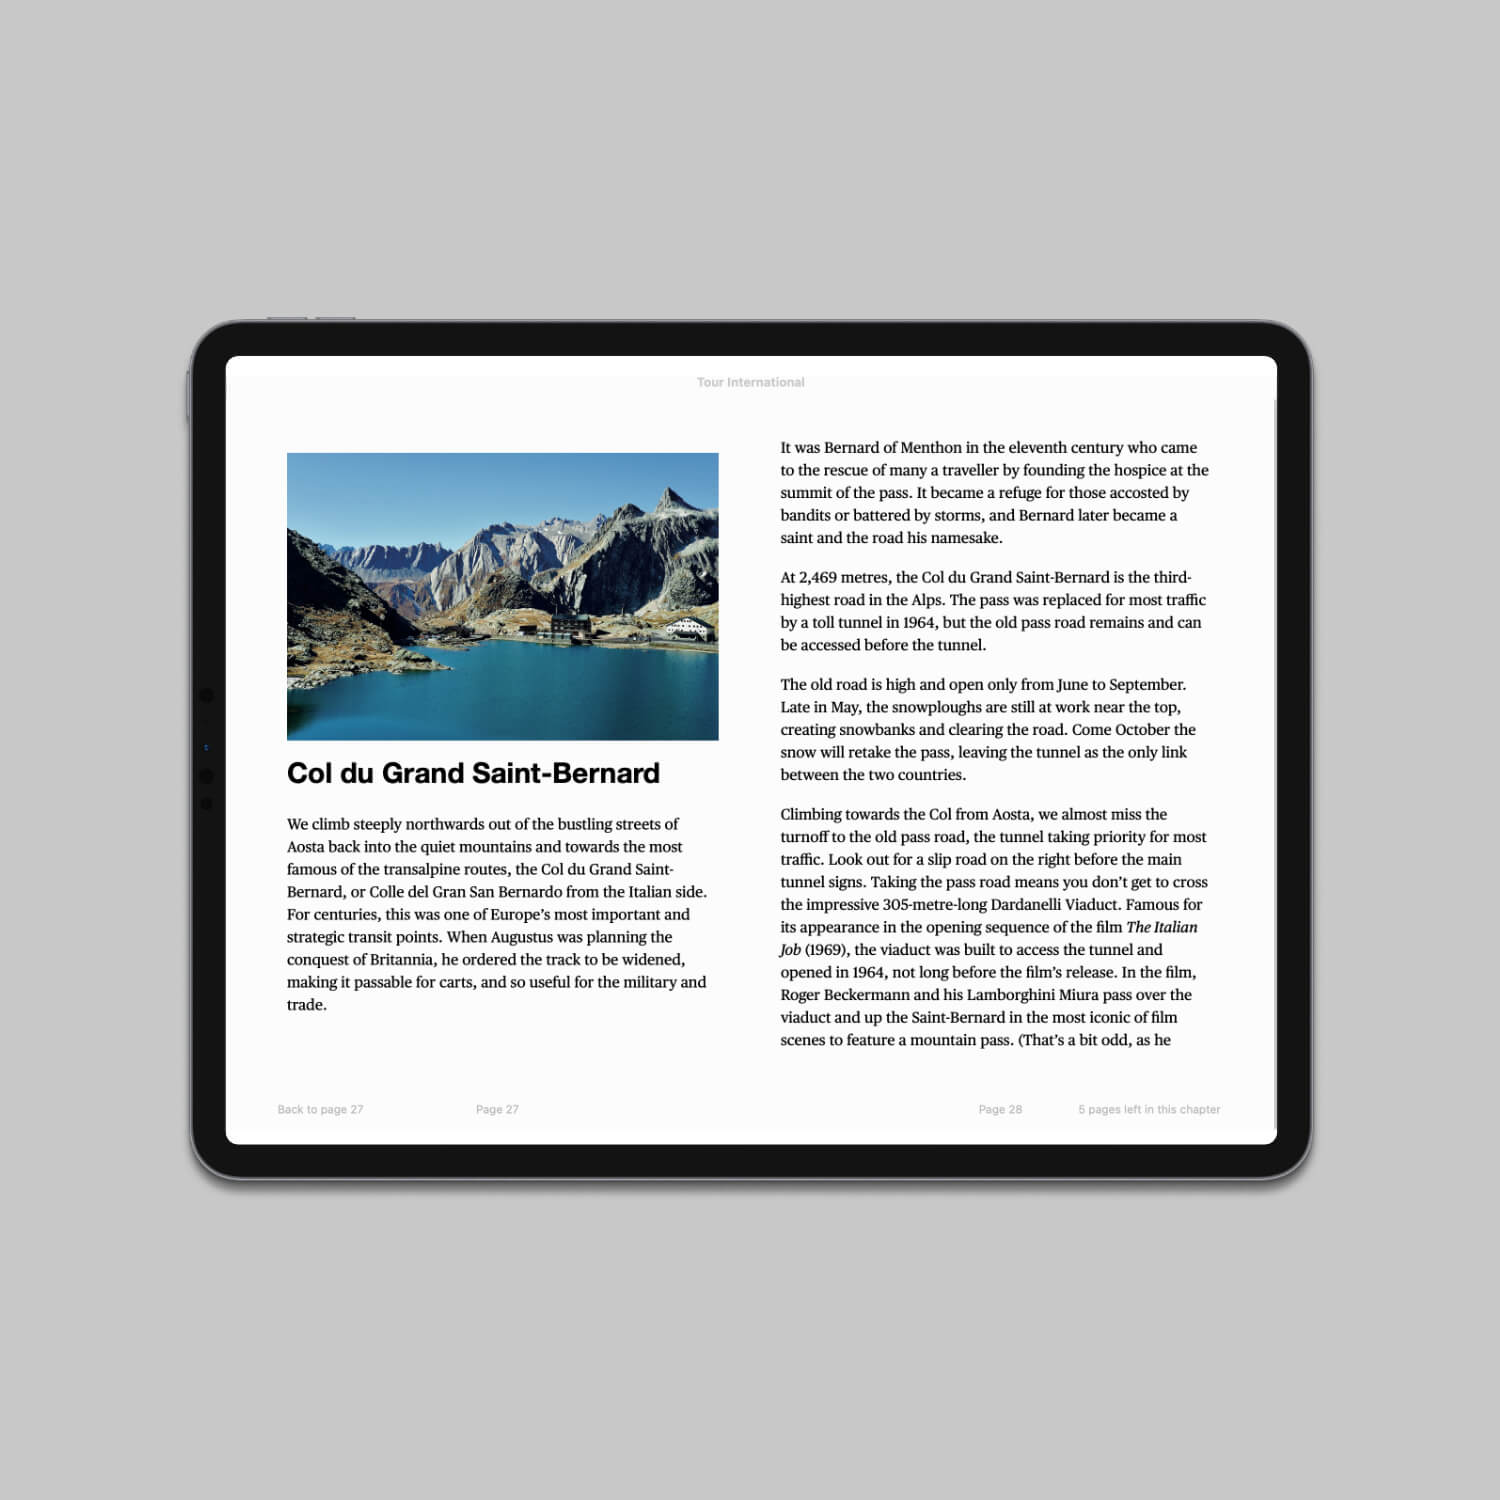 Tour International
Col du Grand Saint-Bernard
We climb steeply northwards out of the bustling streets of
Aosta back into the quiet mountains and towards the most
famous of the transalpine routes, the Col du Grand Saint-
Bernard, or Colle del Gran San Bernardo from the Italian side.
For centuries, this was one of Europe’s most important and
strategic transit points. When Augustus was planning the
conquest of Britannia, he ordered the track to be widened,
making it passable for carts, and so useful for the military and
trade.
It was Bernard of Menthon in the eleventh century who came
to the rescue of many a traveller by founding the hospice at the
summit of the pass. It became a refuge for those accosted by
bandits or battered by storms, and Bernard later became a
saint and the road his namesake.
At 2,469 metres, the Col du Grand Saint-Bernard is the third-
highest road in the Alps. The pass was replaced for most traffic
by a toll tunnel in 1964, but the old pass road remains and can
be accessed before the tunnel.
The old road is high and open only from June to September.
Late in May, the snowploughs are still at work near the top,
creating snowbanks and clearing the road. Come October the
snow will retake the pass, leaving the tunnel as the only link
between the two countries.
Climbing towards the Col from Aosta, we almost miss the
turnoff to the old pass road, the tunnel taking priority for most
traffic. Look out for a slip road on the right before the main
tunnel signs. Taking the pass road means you don’t get to cross
the impressive 305-metre-long Dardanelli Viaduct. Famous for
its appearance in the opening sequence of the film The Italian
Job (1969), the viaduct was built to access the tunnel and
opened in 1964, not long before the film’s release. In the film,
Roger Beckermann and his Lamborghini Miura pass over the
viaduct and up the Saint-Bernard in the most iconic of film
scenes to feature a mountain pass. (That’s a bit odd, as he
Back to page 27
Page 27
Page 28
5 pages left in this chapter